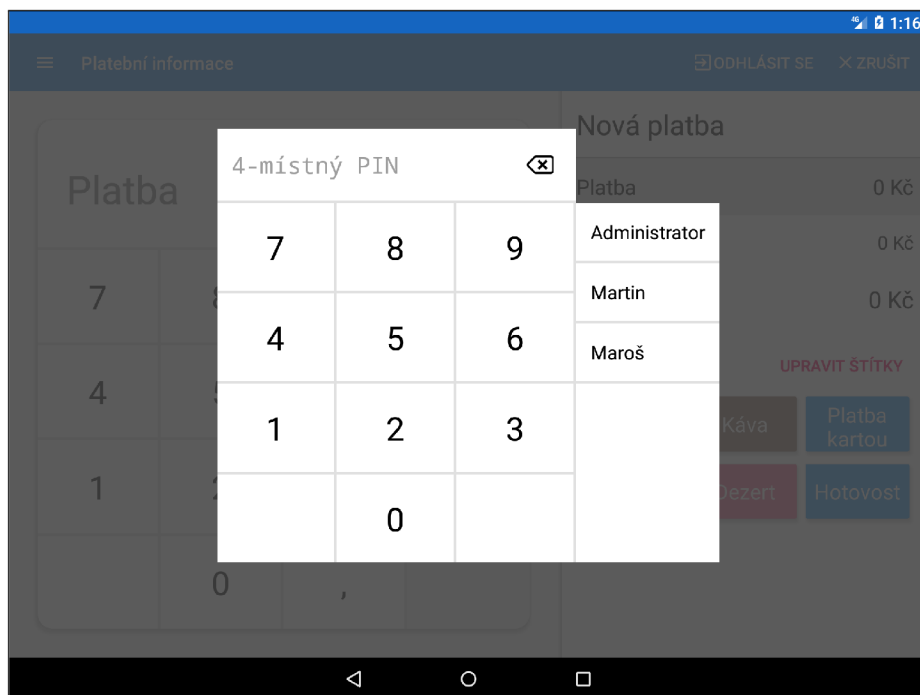 4G 1:16
Platební informace ODHLÁSIT SE ZRUŠIT
Nová platba
Platba
Platba 0 Kč
0 Kč
0 Kč
UPRAVIT ŠTÍTKY
Káva
Platba
kartou
Dezert
Hotovost
7
4
1
0 ,
4-místný PIN
7 8 9
4 5 6
1 2 3
0
Administrator
Martin
Maroš